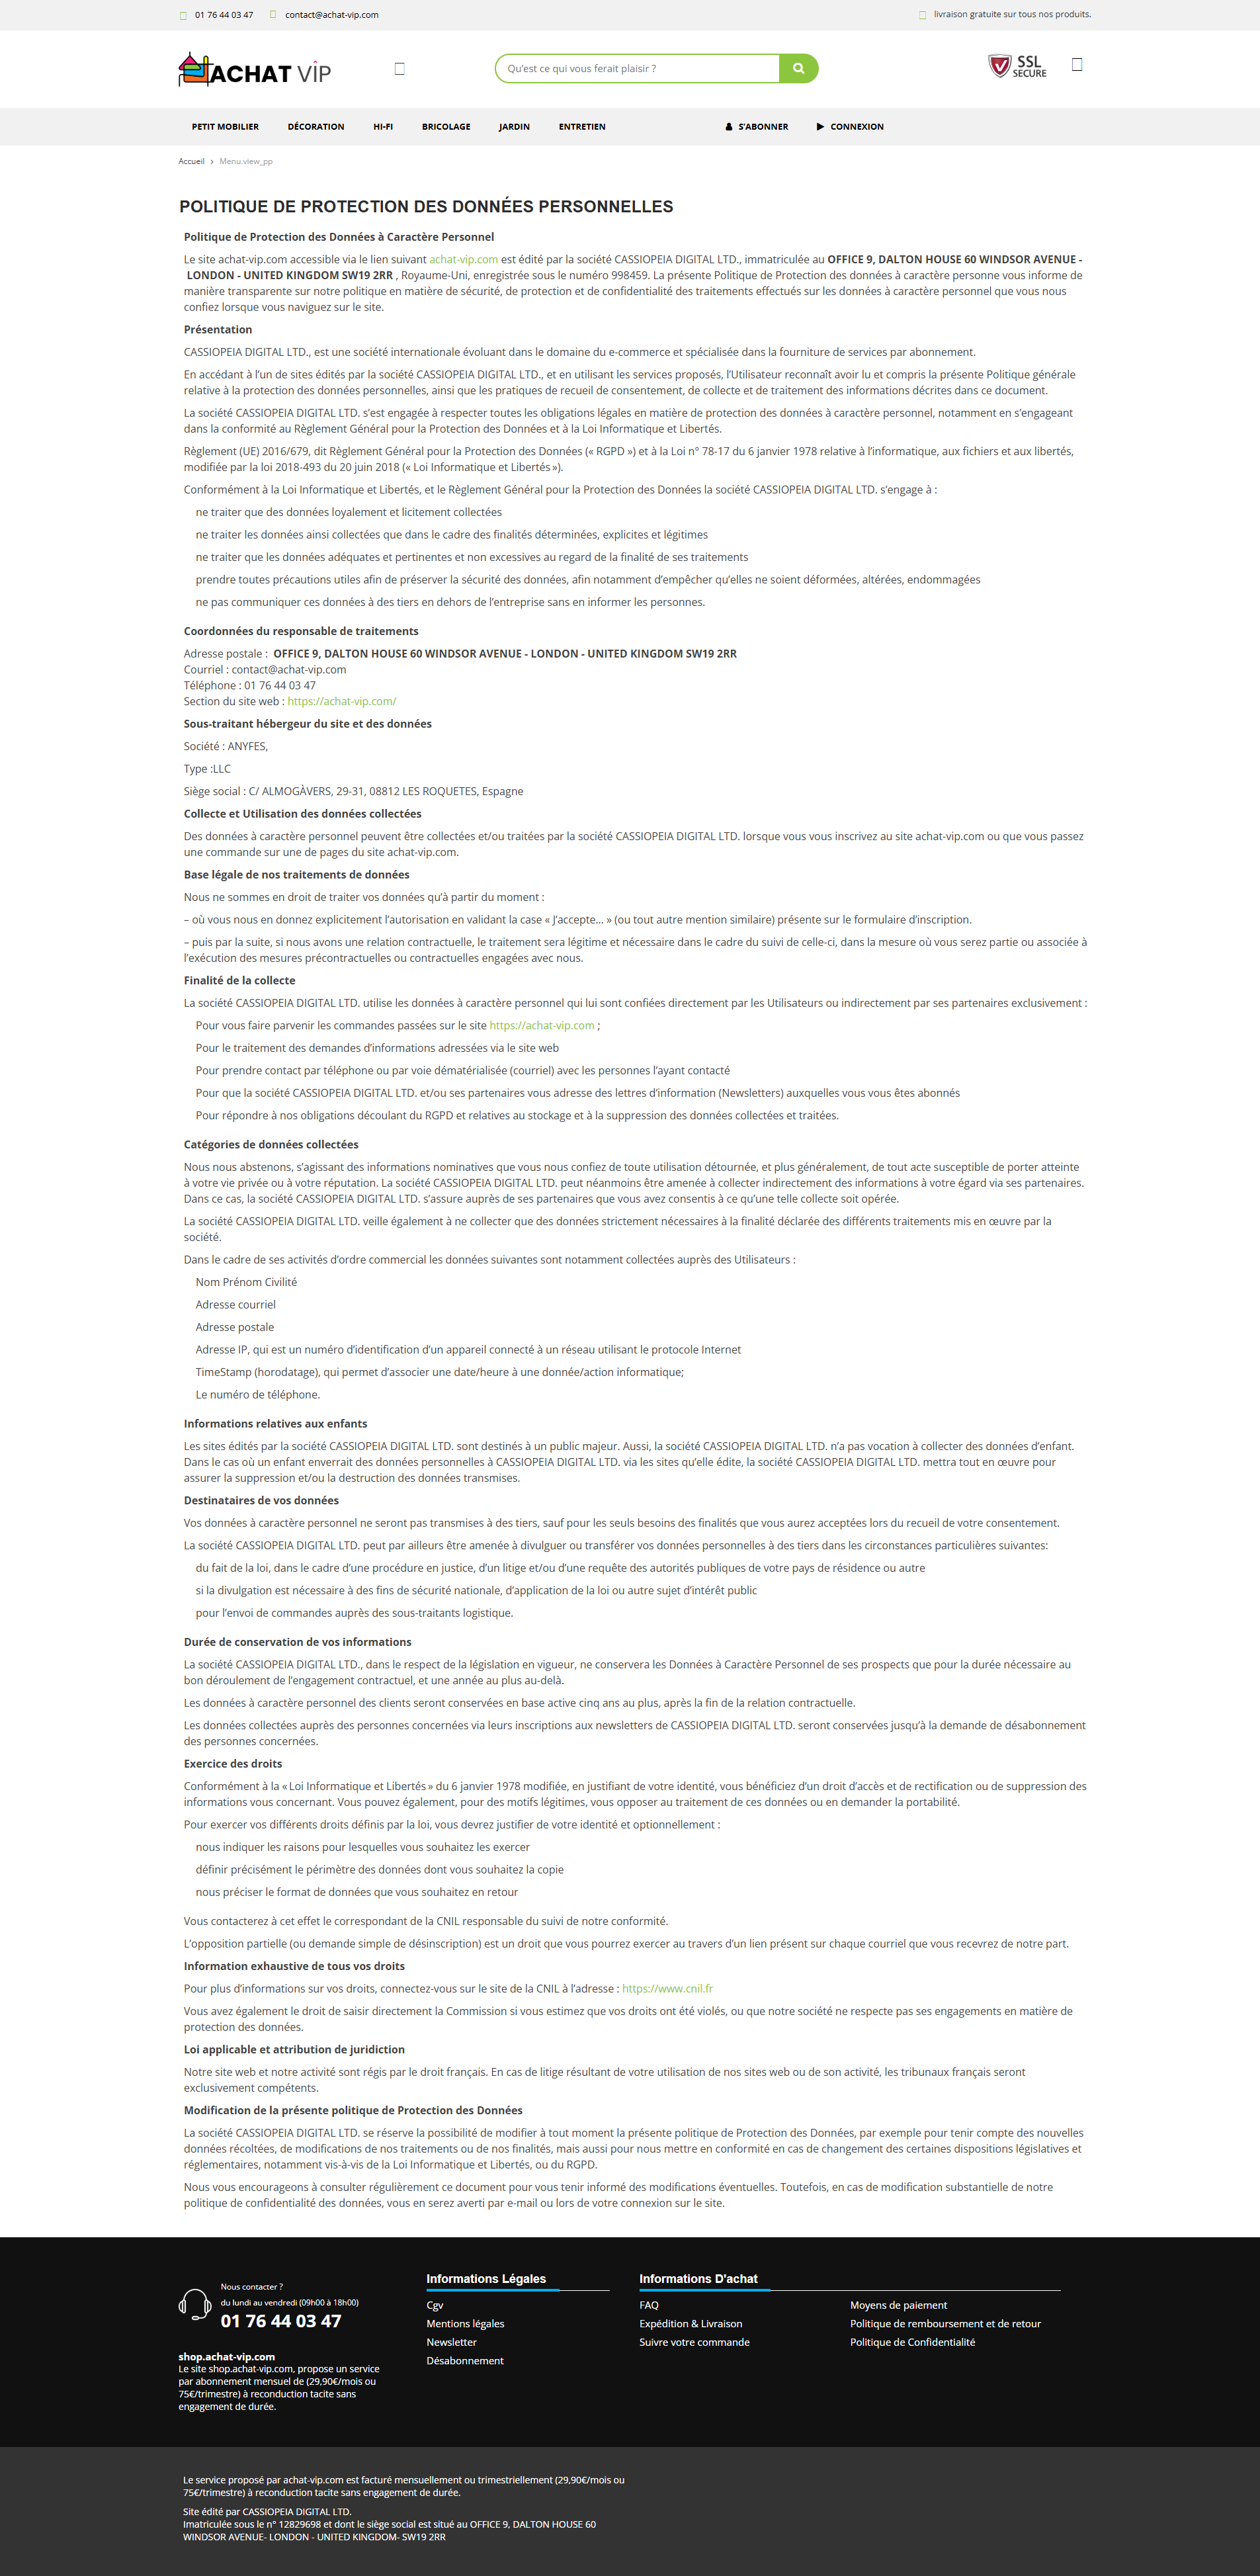 01 76 44 03 47 contact@achat-vip.com livraison gratuite sur tous nos produits.
ACHAT VIP
Qu'est ce qui vous ferait plaisir ?
SSL
SECURE
PETIT MOBILIER DÉCORATION HI-FI BRICOLAGE JARDIN ENTRETIEN S'ABONNER CONNEXION
Accueil › Menu.view_pp
POLITIQUE DE PROTECTION DES DONNÉES PERSONNELLES
Politique de Protection des Données à Caractère Personnel
Le site achat-vip.com accessible via le lien suivant achat-vip.com est édité par la société CASSIOPEIA DIGITAL LTD., immatriculée au OFFICE 9, DALTON HOUSE 60 WINDSOR AVENUE -
LONDON - UNITED KINGDOM SW19 2RR , Royaume-Uni, enregistrée sous le numéro 998459. La présente Politique de Protection des données à caractère personne vous informe de
manière transparente sur notre politique en matière de sécurité, de protection et de confidentialité des traitements effectués sur les données à caractère personnel que vous nous
confiez lorsque vous naviguez sur le site.
Présentation
CASSIOPEIA DIGITAL LTD., est une société internationale évoluant dans le domaine du e-commerce et spécialisée dans la fourniture de services par abonnement.
En accédant à l'un de sites édités par la société CASSIOPEIA DIGITAL LTD., et en utilisant les services proposés, l'Utilisateur reconnaît avoir lu et compris la présente Politique générale
relative à la protection des données personnelles, ainsi que les pratiques de recueil de consentement, de collecte et de traitement des informations décrites dans ce document.
La société CASSIOPEIA DIGITAL LTD. s'est engagée à respecter toutes les obligations légales en matière de protection des données à caractère personnel, notamment en s'engageant
dans la conformité au Règlement Général pour la Protection des Données et à la Loi Informatique et Libertés.
Règlement (UE) 2016/679, dit Règlement Général pour la Protection des Données (« RGPD ») et à la Loi n° 78-17 du 6 janvier 1978 relative à l'informatique, aux fichiers et aux libertés,
modifiée par la loi 2018-493 du 20 juin 2018 (« Loi Informatique et Libertés »).
Conformément à la Loi Informatique et Libertés, et le Règlement Général pour la Protection des Données la société CASSIOPEIA DIGITAL LTD. s'engage à :
ne traiter que des données loyalement et licitement collectées
ne traiter les données ainsi collectées que dans le cadre des finalités déterminées, explicites et légitimes
ne traiter que les données adéquates et pertinentes et non excessives au regard de la finalité de ses traitements
prendre toutes précautions utiles afin de préserver la sécurité des données, afin notamment d'empêcher qu'elles ne soient déformées, altérées, endommagées
ne pas communiquer ces données à des tiers en dehors de l'entreprise sans en informer les personnes.
Coordonnées du responsable de traitements
Adresse postale : OFFICE 9, DALTON HOUSE 60 WINDSOR AVENUE - LONDON - UNITED KINGDOM SW19 2RR
Courriel : contact@achat-vip.com
Téléphone : 01 76 44 03 47
Section du site web : https://achat-vip.com/
Sous-traitant hébergeur du site et des données
Société : ANYFES,
Type :LLC
Siège social : C/ ALMOGÀVERS, 29-31, 08812 LES ROQUETES, Espagne
Collecte et Utilisation des données collectées
Des données à caractère personnel peuvent être collectées et/ou traitées par la société CASSIOPEIA DIGITAL LTD. lorsque vous vous inscrivez au site achat-vip.com ou que vous passez
une commande sur une de pages du site achat-vip.com.
Base légale de nos traitements de données
Nous ne sommes en droit de traiter vos données qu'à partir du moment :
– où vous nous en donnez explicitement l'autorisation en validant la case « J'accepte… » (ou tout autre mention similaire) présente sur le formulaire d'inscription.
– puis par la suite, si nous avons une relation contractuelle, le traitement sera légitime et nécessaire dans le cadre du suivi de celle-ci, dans la mesure où vous serez partie ou associée à
l'exécution des mesures précontractuelles ou contractuelles engagées avec nous.
Finalité de la collecte
La société CASSIOPEIA DIGITAL LTD. utilise les données à caractère personnel qui lui sont confiées directement par les Utilisateurs ou indirectement par ses partenaires exclusivement :
Pour vous faire parvenir les commandes passées sur le site https://achat-vip.com ;
Pour le traitement des demandes d'informations adressées via le site web
Pour prendre contact par téléphone ou par voie dématérialisée (courriel) avec les personnes l'ayant contacté
Pour que la société CASSIOPEIA DIGITAL LTD. et/ou ses partenaires vous adresse des lettres d'information (Newsletters) auxquelles vous vous êtes abonnés
Pour répondre à nos obligations découlant du RGPD et relatives au stockage et à la suppression des données collectées et traitées.
Catégories de données collectées
Nous nous abstenons, s'agissant des informations nominatives que vous nous confiez de toute utilisation détournée, et plus généralement, de tout acte susceptible de porter atteinte
à votre vie privée ou à votre réputation. La société CASSIOPEIA DIGITAL LTD. peut néanmoins être amenée à collecter indirectement des informations à votre égard via ses partenaires.
Dans ce cas, la société CASSIOPEIA DIGITAL LTD. s'assure auprès de ses partenaires que vous avez consentis à ce qu'une telle collecte soit opérée.
La société CASSIOPEIA DIGITAL LTD. veille également à ne collecter que des données strictement nécessaires à la finalité déclarée des différents traitements mis en œuvre par la
société.
Dans le cadre de ses activités d'ordre commercial les données suivantes sont notamment collectées auprès des Utilisateurs :
Nom Prénom Civilité
Adresse courriel
Adresse postale
Adresse IP, qui est un numéro d'identification d'un appareil connecté à un réseau utilisant le protocole Internet
TimeStamp (horodatage), qui permet d'associer une date/heure à une donnée/action informatique;
Le numéro de téléphone.
Informations relatives aux enfants
Les sites édités par la société CASSIOPEIA DIGITAL LTD. sont destinés à un public majeur. Aussi, la société CASSIOPEIA DIGITAL LTD. n'a pas vocation à collecter des données d'enfant.
Dans le cas où un enfant enverrait des données personnelles à CASSIOPEIA DIGITAL LTD. via les sites qu'elle édite, la société CASSIOPEIA DIGITAL LTD. mettra tout en œuvre pour
assurer la suppression et/ou la destruction des données transmises.
Destinataires de vos données
Vos données à caractère personnel ne seront pas transmises à des tiers, sauf pour les seuls besoins des finalités que vous aurez acceptées lors du recueil de votre consentement.
La société CASSIOPEIA DIGITAL LTD. peut par ailleurs être amenée à divulguer ou transférer vos données personnelles à des tiers dans les circonstances particulières suivantes:
du fait de la loi, dans le cadre d'une procédure en justice, d'un litige et/ou d'une requête des autorités publiques de votre pays de résidence ou autre
si la divulgation est nécessaire à des fins de sécurité nationale, d'application de la loi ou autre sujet d'intérêt public
pour l'envoi de commandes auprès des sous-traitants logistique.
Durée de conservation de vos informations
La société CASSIOPEIA DIGITAL LTD., dans le respect de la législation en vigueur, ne conservera les Données à Caractère Personnel de ses prospects que pour la durée nécessaire au
bon déroulement de l'engagement contractuel, et une année au plus au-delà.
Les données à caractère personnel des clients seront conservées en base active cinq ans au plus, après la fin de la relation contractuelle.
Les données collectées auprès des personnes concernées via leurs inscriptions aux newsletters de CASSIOPEIA DIGITAL LTD. seront conservées jusqu'à la demande de désabonnement
des personnes concernées.
Exercice des droits
Conformément à la « Loi Informatique et Libertés » du 6 janvier 1978 modifiée, en justifiant de votre identité, vous bénéficiez d'un droit d'accès et de rectification ou de suppression des
informations vous concernant. Vous pouvez également, pour des motifs légitimes, vous opposer au traitement de ces données ou en demander la portabilité.
Pour exercer vos différents droits définis par la loi, vous devrez justifier de votre identité et optionnellement :
nous indiquer les raisons pour lesquelles vous souhaitez les exercer
définir précisément le périmètre des données dont vous souhaitez la copie
nous préciser le format de données que vous souhaitez en retour
Vous contacterez à cet effet le correspondant de la CNIL responsable du suivi de notre conformité.
L'opposition partielle (ou demande simple de désinscription) est un droit que vous pourrez exercer au travers d'un lien présent sur chaque courriel que vous recevrez de notre part.
Information exhaustive de tous vos droits
Pour plus d'informations sur vos droits, connectez-vous sur le site de la CNIL à l'adresse : https://www.cnil.fr
Vous avez également le droit de saisir directement la Commission si vous estimez que vos droits ont été violés, ou que notre société ne respecte pas ses engagements en matière de
protection des données.
Loi applicable et attribution de juridiction
Notre site web et notre activité sont régis par le droit français. En cas de litige résultant de votre utilisation de nos sites web ou de son activité, les tribunaux français seront
exclusivement compétents.
Modification de la présente politique de Protection des Données
La société CASSIOPEIA DIGITAL LTD. se réserve la possibilité de modifier à tout moment la présente politique de Protection des Données, par exemple pour tenir compte des nouvelles
données récoltées, de modifications de nos traitements ou de nos finalités, mais aussi pour nous mettre en conformité en cas de changement des certaines dispositions législatives et
réglementaires, notamment vis-à-vis de la Loi Informatique et Libertés, ou du RGPD.
Nous vous encourageons à consulter régulièrement ce document pour vous tenir informé des modifications éventuelles. Toutefois, en cas de modification substantielle de notre
politique de confidentialité des données, vous en serez averti par e-mail ou lors de votre connexion sur le site.
Nous contacter ?
du lundi au vendredi (09h00 à 18h00)
01 76 44 03 47
shop.achat-vip.com
Le site shop.achat-vip.com, propose un service
par abonnement mensuel de (29,90€/mois ou
75€/trimestre) à reconduction tacite sans
engagement de durée.
Informations Légales
Cgv
Mentions légales
Newsletter
Désabonnement
Informations D'achat
FAQ
Expédition & Livraison
Suivre votre commande
Moyens de paiement
Politique de remboursement et de retour
Politique de Confidentialité
Le service proposé par achat-vip.com est facturé mensuellement ou trimestriellement (29,90€/mois ou
75€/trimestre) à reconduction tacite sans engagement de durée.
Site édité par CASSIOPEIA DIGITAL LTD.
Imatriculée sous le n° 12829698 et dont le siège social est situé au OFFICE 9, DALTON HOUSE 60
WINDSOR AVENUE- LONDON - UNITED KINGDOM- SW19 2RR